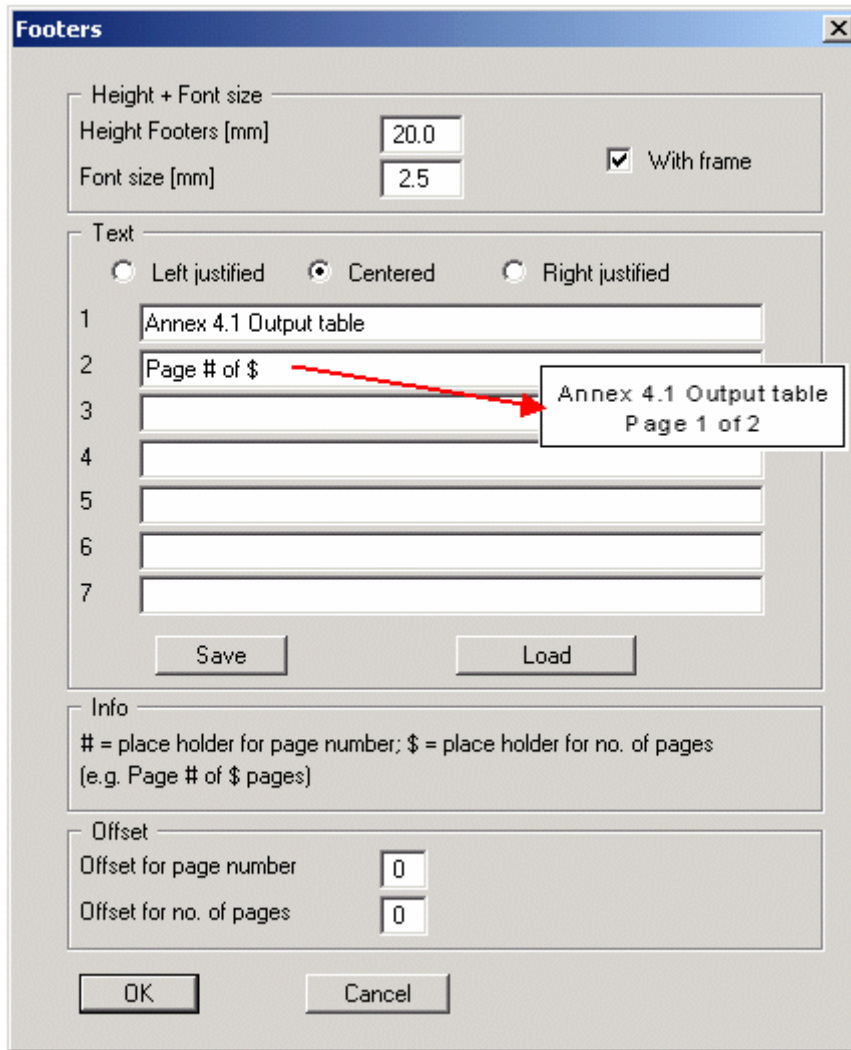 Footers
Height + Font size
Height Footers [mm] 20.0
With frame
Font size [mm] 2.5
Text
Left justified Centered Right justified
1 Annex 4.1 Output table
2 Page # of $
Annex 4.1 Output table
Page 1 of 2
3
4
5
6
7
Save Load
Info
# = place holder for page number; $ = place holder for no. of pages
(e.g. Page # of $ pages)
Offset
Offset for page number 0
Offset for no. of pages 0
OK Cancel